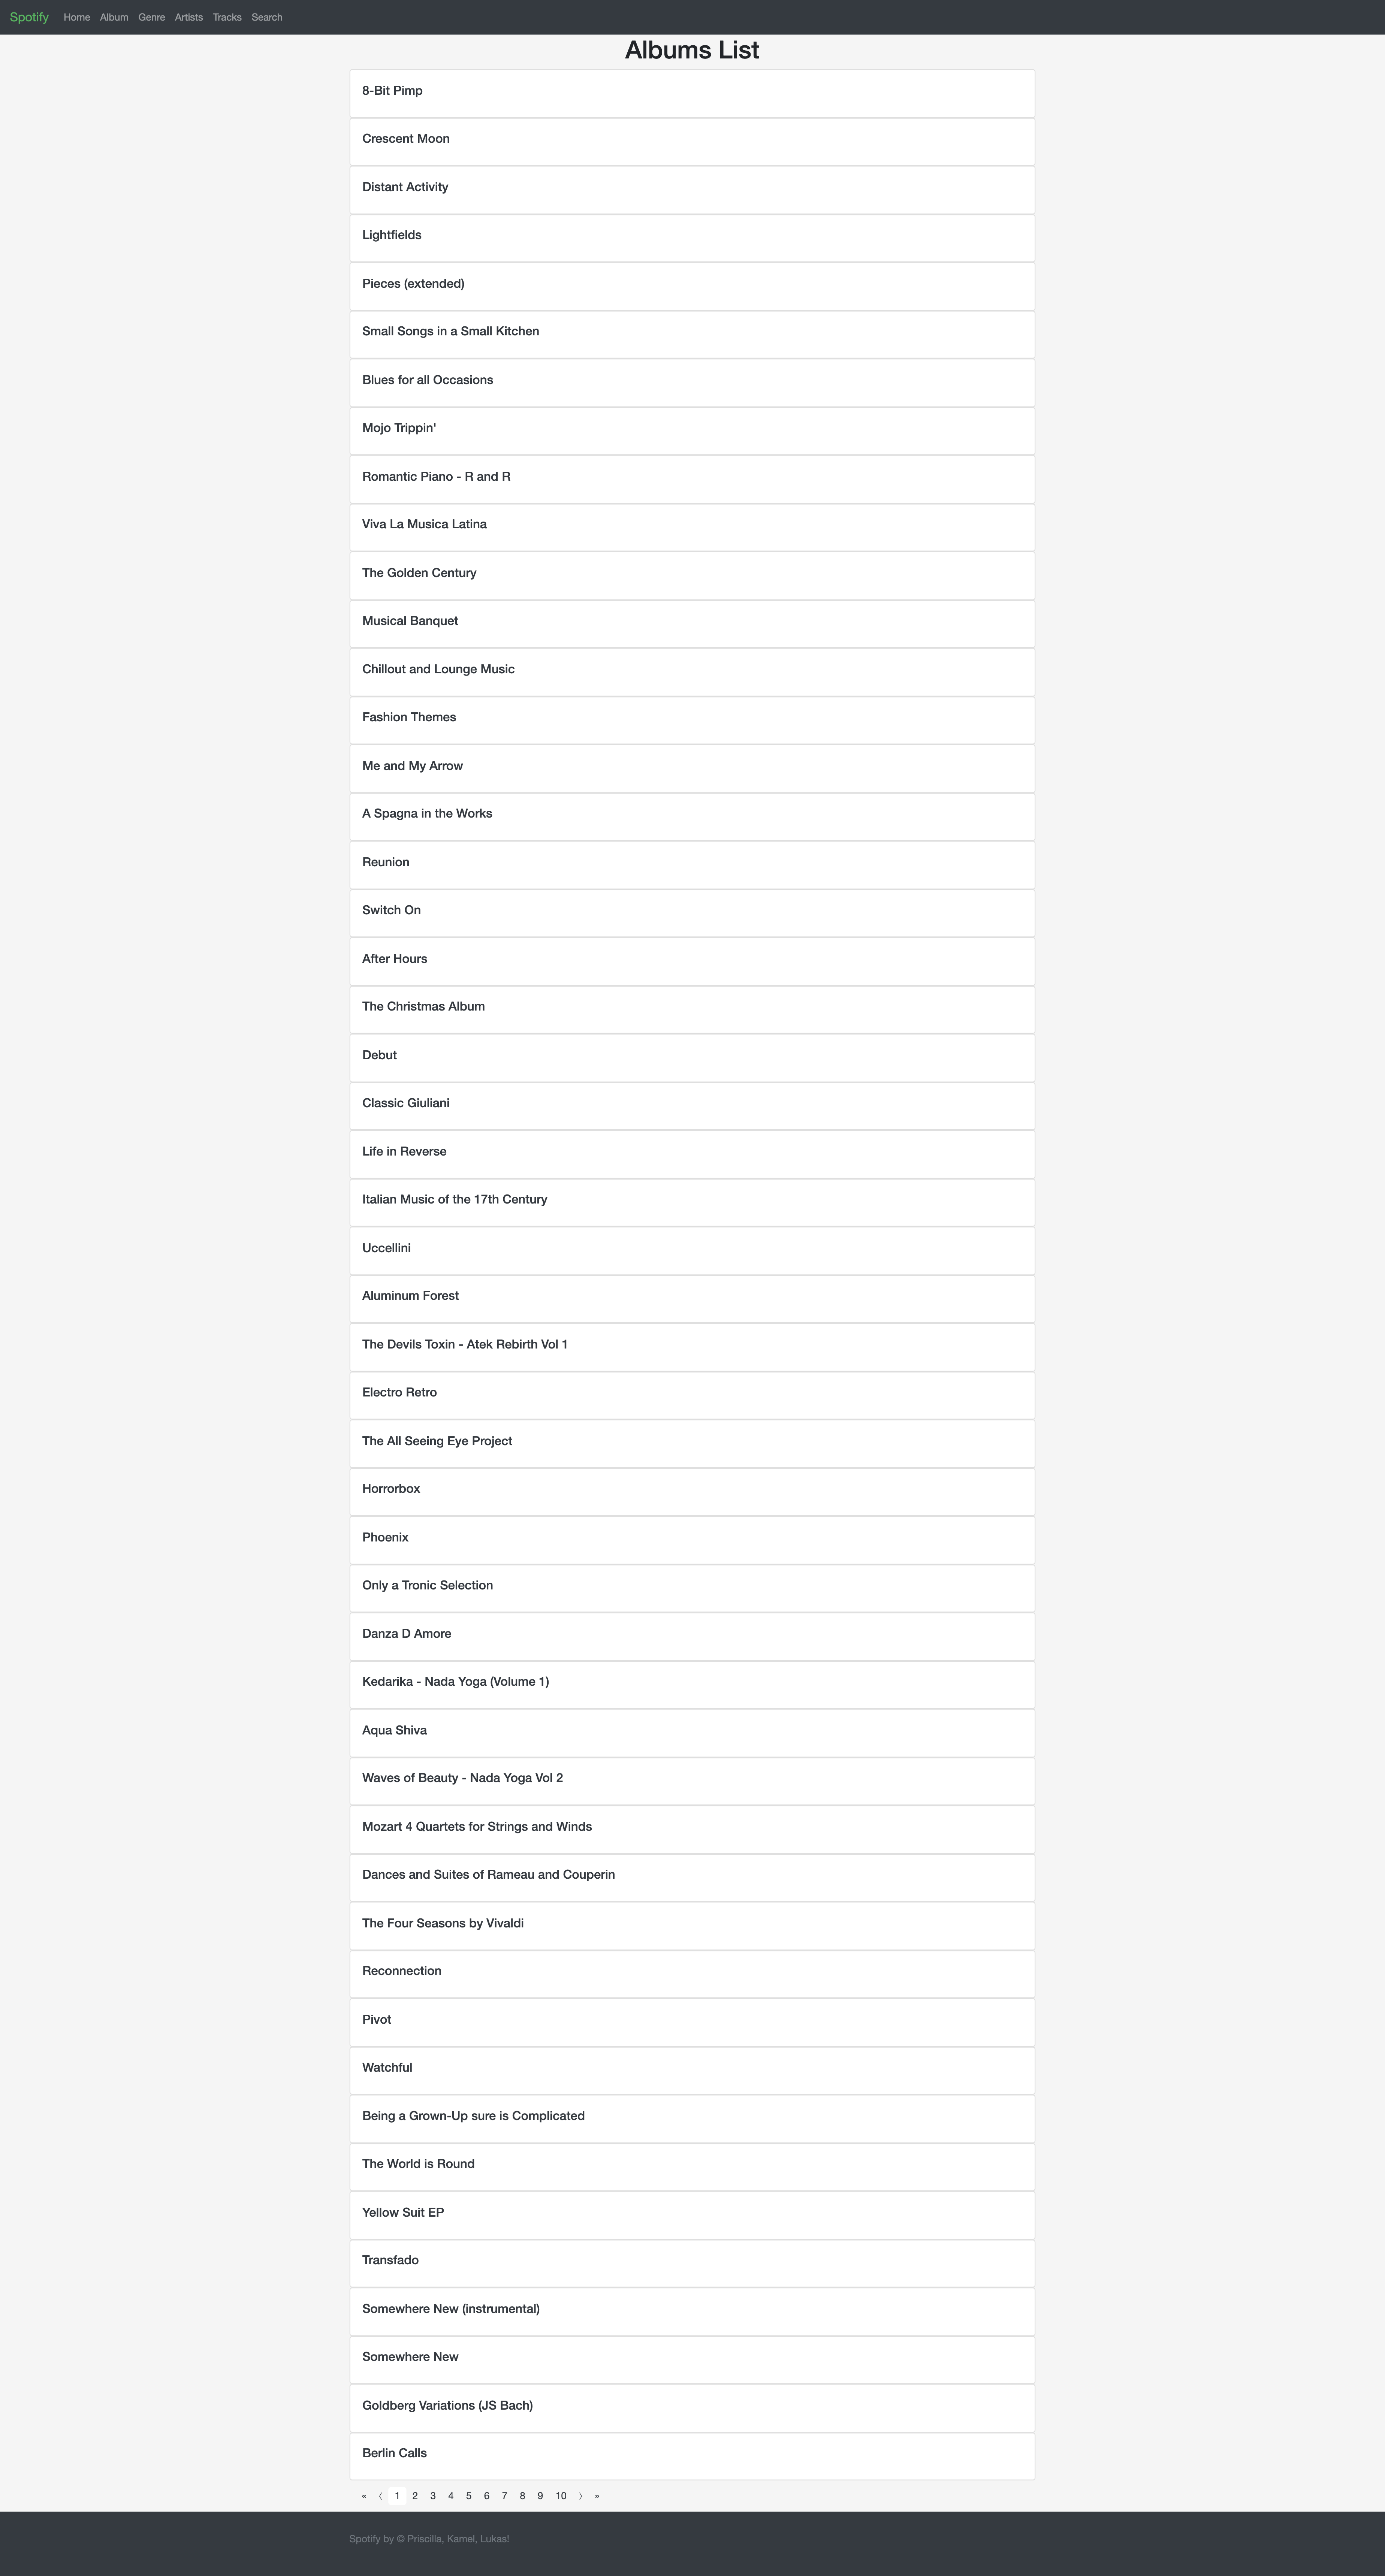 Spotify Home Album Genre Artists Tracks Search
Albums List
8-Bit Pimp
Crescent Moon
Distant Activity
Lightfields
Pieces (extended)
Small Songs in a Small Kitchen
Blues for all Occasions
Mojo Trippin'
Romantic Piano - R and R
Viva La Musica Latina
The Golden Century
Musical Banquet
Chillout and Lounge Music
Fashion Themes
Me and My Arrow
A Spagna in the Works
Reunion
Switch On
After Hours
The Christmas Album
Debut
Classic Giuliani
Life in Reverse
Italian Music of the 17th Century
Uccellini
Aluminum Forest
The Devils Toxin - Atek Rebirth Vol 1
Electro Retro
The All Seeing Eye Project
Horrorbox
Phoenix
Only a Tronic Selection
Danza D Amore
Kedarika - Nada Yoga (Volume 1)
Aqua Shiva
Waves of Beauty - Nada Yoga Vol 2
Mozart 4 Quartets for Strings and Winds
Dances and Suites of Rameau and Couperin
The Four Seasons by Vivaldi
Reconnection
Pivot
Watchful
Being a Grown-Up sure is Complicated
The World is Round
Yellow Suit EP
Transfado
Somewhere New (instrumental)
Somewhere New
Goldberg Variations (JS Bach)
Berlin Calls
« ⟨ 1 2 3 4 5 6 7 8 9 10 ⟩ »
Spotify by © Priscilla, Kamel, Lukas!